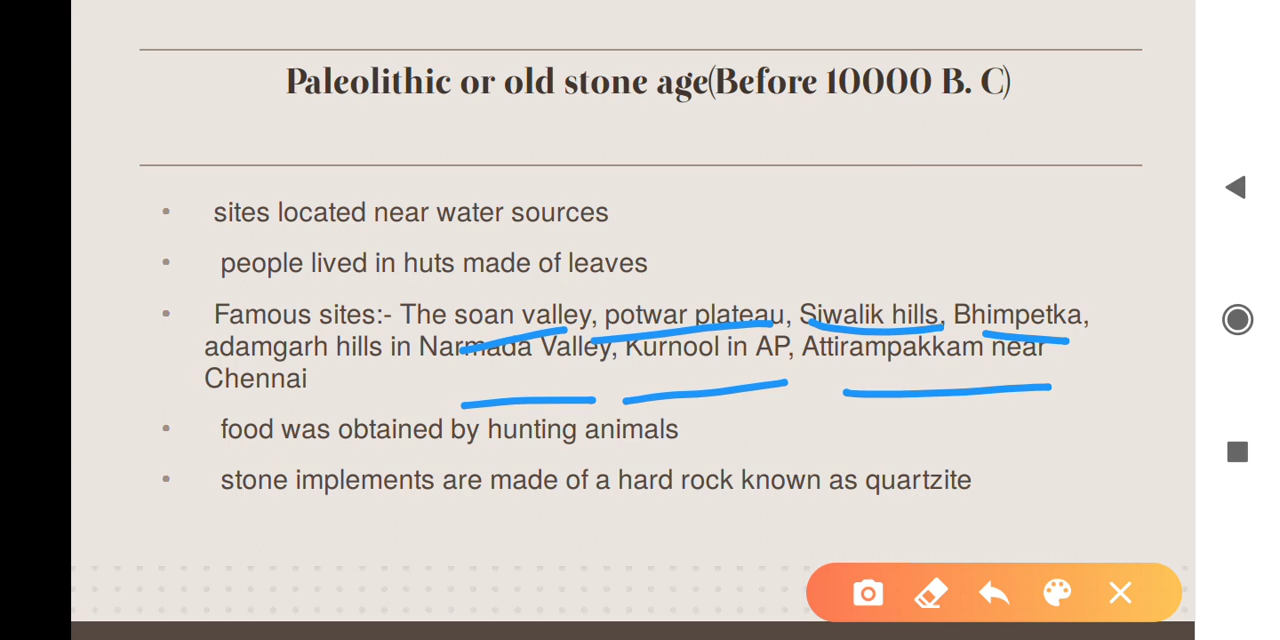 Paleolithic or old stone age(Before 10000 B. C)
• sites located near water sources
• people lived in huts made of leaves
• Famous sites:- The soan valley, potwar plateau, Siwalik hills, Bhimpetka,
adamgarh hills in Narmada Valley, Kurnool in AP, Attirampakkam near
Chennai
• food was obtained by hunting animals
• stone implements are made of a hard rock known as quartzite